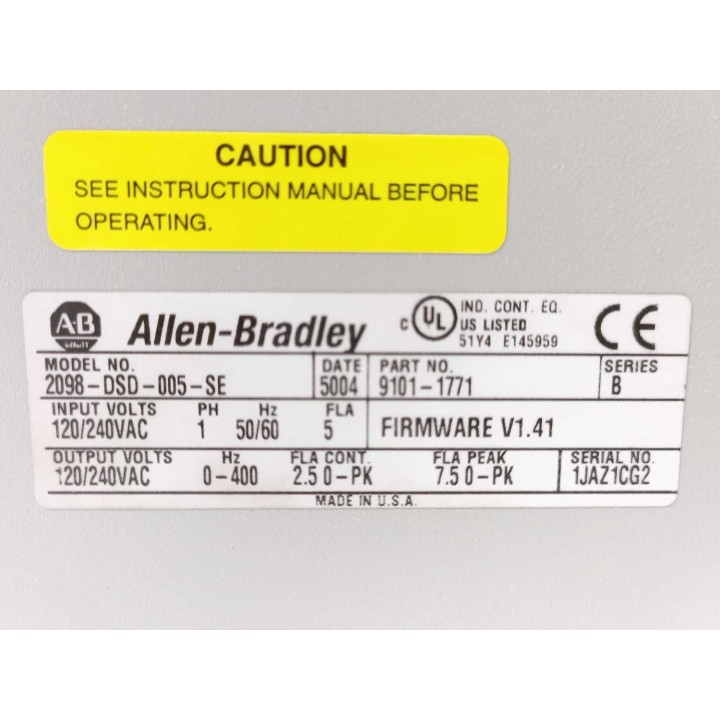 CAUTION
SEE INSTRUCTION MANUAL BEFORE
OPERATING.
A-B Allen-Bradley c UL US LISTED IND. CONT. EQ.
51Y4 E145959 CE
MODEL NO. DATE PART NO. SERIES
2098-DSD-005-SE 5004 9101-1771 B
INPUT VOLTS PH Hz FLA
120/240VAC 1 50/60 5 FIRMWARE V1.41
OUTPUT VOLTS Hz FLA CONT. FLA PEAK SERIAL NO.
120/240VAC 0-400 2.5 0-PK 7.5 0-PK 1JAZ1CG2
MADE IN U.S.A.